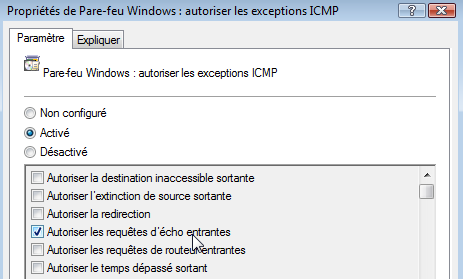 Propriétés de Pare-feu Windows : autoriser les exceptions ICMP
Paramètre Expliquer
Pare-feu Windows : autoriser les exceptions ICMP
Non configuré
Activé
Désactivé
Autoriser la destination inaccessible sortante
Autoriser l'extinction de source sortante
Autoriser la redirection
Autoriser les requêtes d'écho entrantes
Autoriser les requêtes de routeur entrantes
Autoriser le temps dépassé sortant